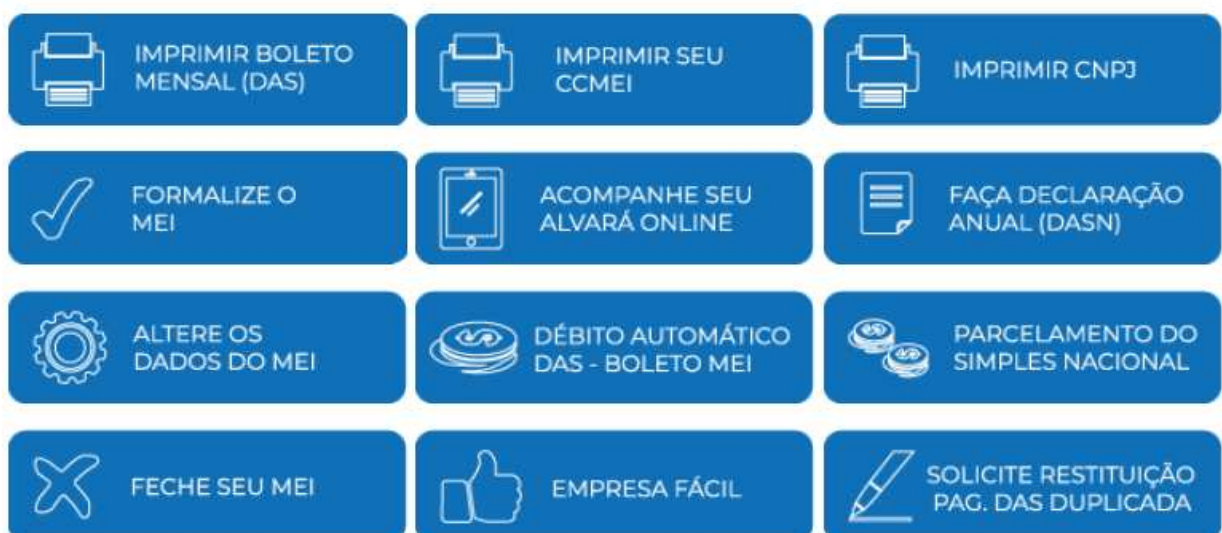 IMPRIMIR BOLETO
MENSAL (DAS)
IMPRIMIR SEU
CCMEI
IMPRIMIR CNPJ
FORMALIZE O
MEI
ACOMPANHE SEU
ALVARÁ ONLINE
FAÇA DECLARAÇÃO
ANUAL (DASN)
ALTERE OS
DADOS DO MEI
DÉBITO AUTOMÁTICO
DAS - BOLETO MEI
PARCELAMENTO DO
SIMPLES NACIONAL
FECHE SEU MEI
EMPRESA FÁCIL
SOLICITE RESTITUIÇÃO
PAG. DAS DUPLICADA